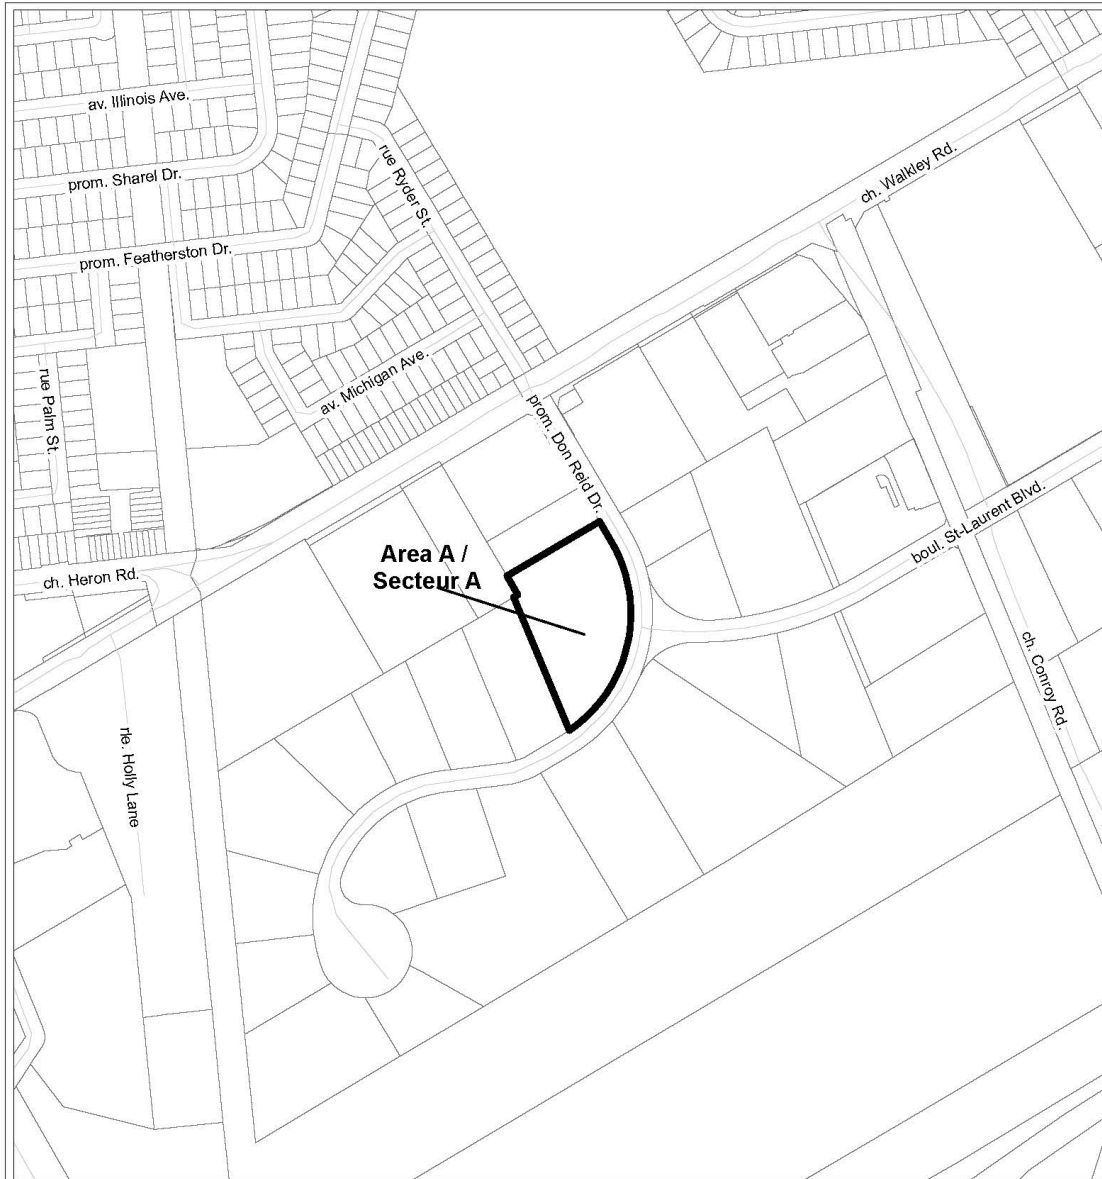 av. Illinois Ave.
prom. Sharel Dr.
rue Ryder St.
ch. Walkley Rd.
prom. Featherston Dr.
rue Palm St.
av. Michigan Ave.
prom. Don Reid Dr.
boul. St-Laurent Blvd.
Area A /
Secteur A
ch. Heron Rd.
ch. Conroy Rd.
rle. Holly Lane